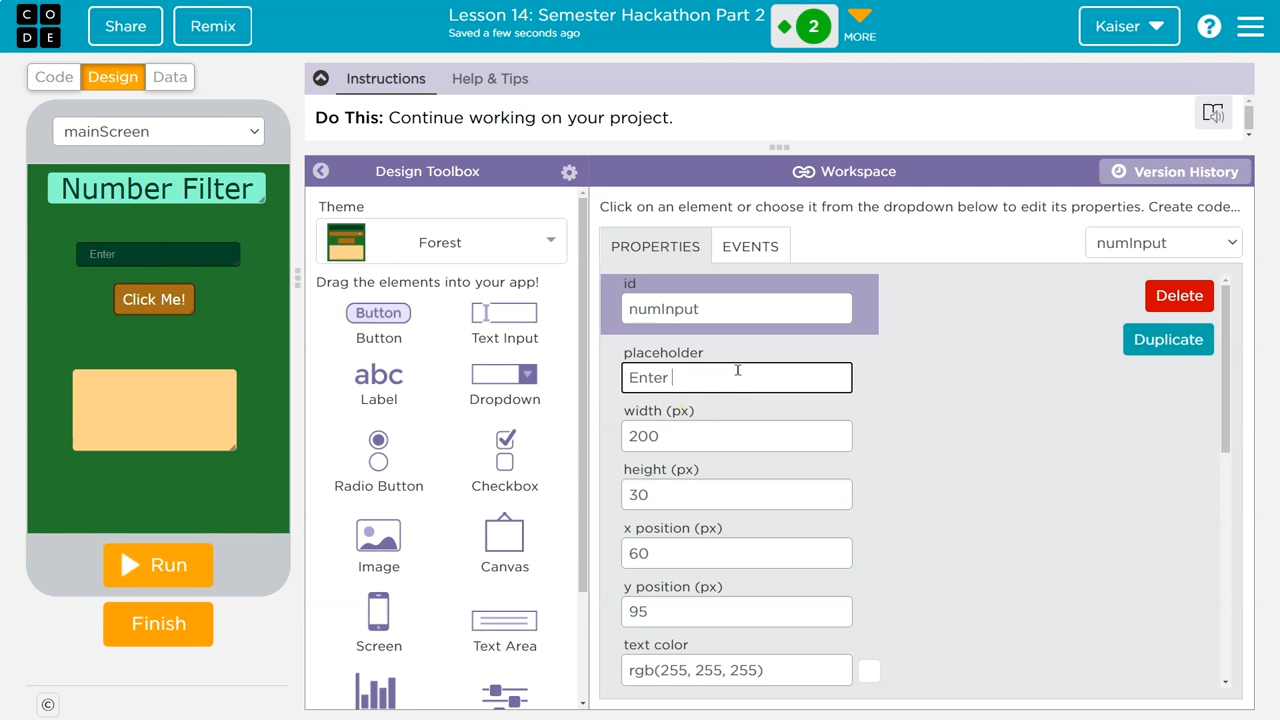 C O
D E
Share
Remix
Lesson 14: Semester Hackathon Part 2
Saved a few seconds ago
2
MORE
Kaiser
?
Code
Design
Data
Instructions
Help & Tips
mainScreen
Do This: Continue working on your project.
Design Toolbox
Workspace
Version History
Number Filter
Enter
Click Me!
Run
Finish
©
Theme
Forest
Drag the elements into your app!
Button
Button
Text Input
abc
Label
Dropdown
Radio Button
Checkbox
Image
Canvas
Screen
Text Area
Click on an element or choose it from the dropdown below to edit its properties. Create code...
PROPERTIES
EVENTS
numInput
id
numInput
Delete
placeholder
Enter
Duplicate
width (px)
200
height (px)
30
x position (px)
60
y position (px)
95
text color
rgb(255, 255, 255)